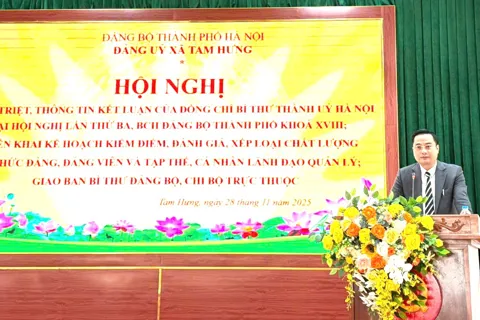 ĐẢNG BỘ THÀNH PHỐ HÀ NỘI
ĐẢNG UỶ XÃ TAM HƯNG
HỘI NGHỊ
TRIỆT, THÔNG TIN KẾT LUẬN CỦA ĐỒNG CHÍ BÍ THƯ THÀNH UỶ HÀ NỘI
HỘI NGHỊ LẦN THỨ BA, BCH ĐẢNG BỘ THÀNH PHỐ KHOÁ XVIII;
KHAI KẾ HOẠCH KIỂM ĐIỂM, ĐÁNH GIÁ, XẾP LOẠI CHẤT LƯỢNG
CHỨC ĐẢNG, ĐẢNG VIÊN VÀ TẬP THỂ, CÁ NHÂN LÃNH ĐẠO QUẢN LÝ;
GIAO BAN BÍ THƯ ĐẢNG BỘ, CHI BỘ TRỰC THUỘC
Tam Hưng, ngày 28 tháng 11 năm 2025